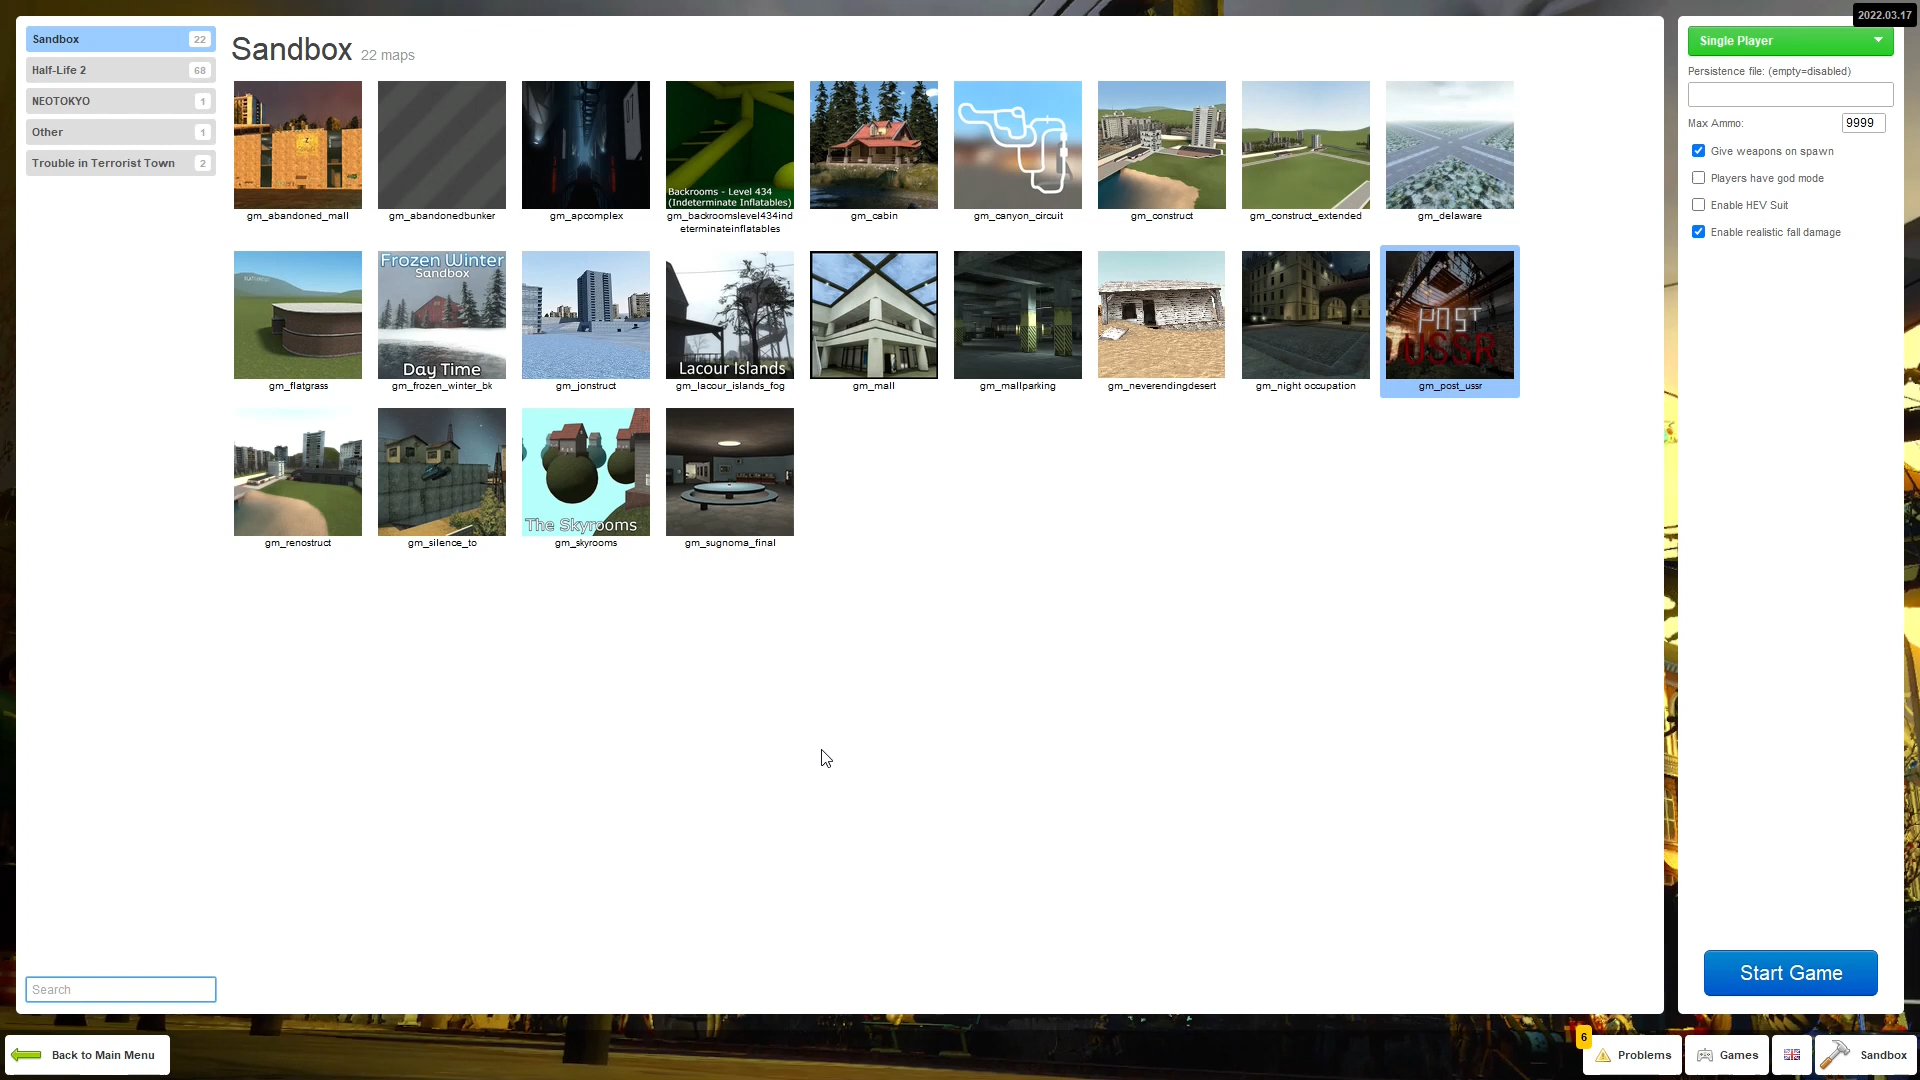 2022.03.17
Sandbox 22
Half-Life 2 68
NEOTOKYO 1
Other 1
Trouble in Terrorist Town 2
Search
Sandbox 22 maps
gm_abandoned_mall
gm_abandonedbunker
gm_apcomplex
Backrooms - Level 434
(Indeterminate Inflatables)
gm_backroomslevel434ind
eterminateinflatables
gm_cabin
gm_canyon_circuit
gm_construct
gm_construct_extended
gm_delaware
gm_flatgrass
Frozen Winter
Sandbox
Day Time
gm_frozen_winter_bk
gm_jonstruct
Lacour Islands
gm_lacour_islands_fog
gm_mall
gm_mallparking
gm_neverendingdesert
gm_night occupation
POST
USSR
gm_post_ussr
gm_renostruct
gm_silence_to
The Skyrooms
gm_skyrooms
gm_sugnoma_final
Single Player
Persistence file: (empty=disabled)
Max Ammo: 9999
Give weapons on spawn
Players have god mode
Enable HEV Suit
Enable realistic fall damage
Start Game
Back to Main Menu
6
Problems
Games
Sandbox